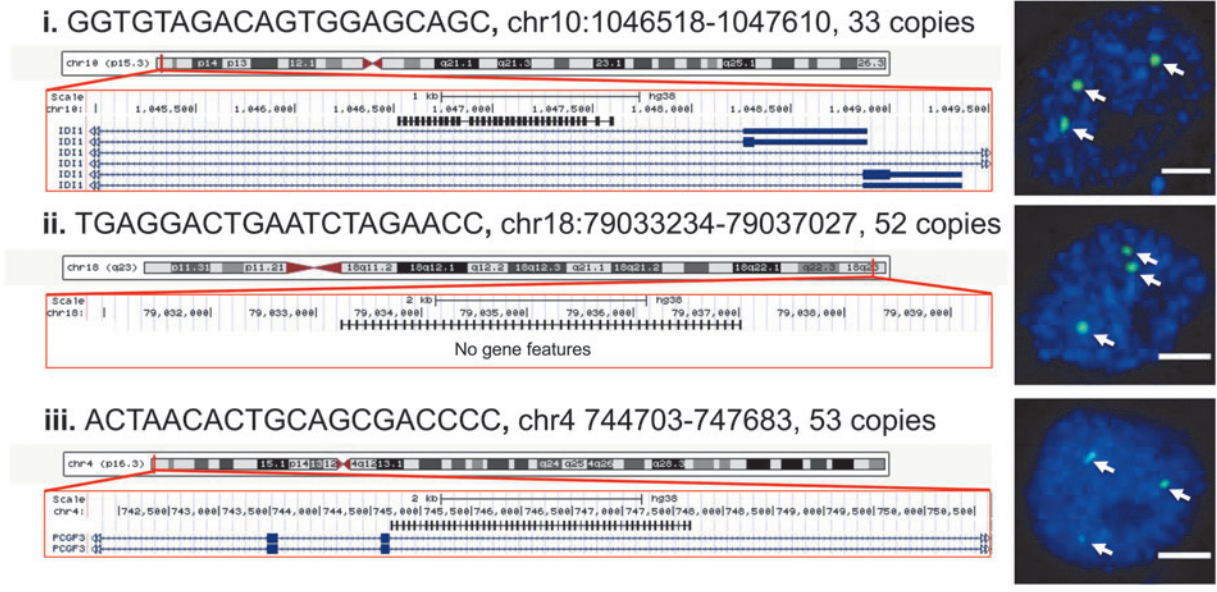 i. GGTGTAGACAGTGGAGCAGC, chr10:1046518-1047610, 33 copies
chr10 (p15.3) p14 p13 12.1 q21.1 q21.3 23.1 q25.1 26.3
Scale 1 kb hg38
chr10: 1,045,500 1,046,000 1,046,500 1,047,000 1,047,500 1,048,000 1,048,500 1,049,000 1,049,500
IDI1
IDI1
IDI1
IDI1
IDI1
IDI1
ii. TGAGGACTGAATCTAGAACC, chr18:79033234-79037027, 52 copies
chr18 (q23) p11.31 p11.21 18q11.2 18q12.1 q12.2 18q12.3 q21.1 18q21.2 18q22.1 q22.3 18q23
Scale 2 kb hg38
chr18: 79,032,000 79,033,000 79,034,000 79,035,000 79,036,000 79,037,000 79,038,000 79,039,000
No gene features
iii. ACTAACACTGCAGCGACCCC, chr4 744703-747683, 53 copies
chr4 (p16.3) 15.1 p14 13 12 4q12 13.1 q24 q25 4q26 q28.3
Scale 2 kb hg38
chr4: 742,500 743,000 743,500 744,000 744,500 745,000 745,500 746,000 746,500 747,000 747,500 748,000 748,500 749,000 749,500 750,000 750,500
PCGF3
PCGF3